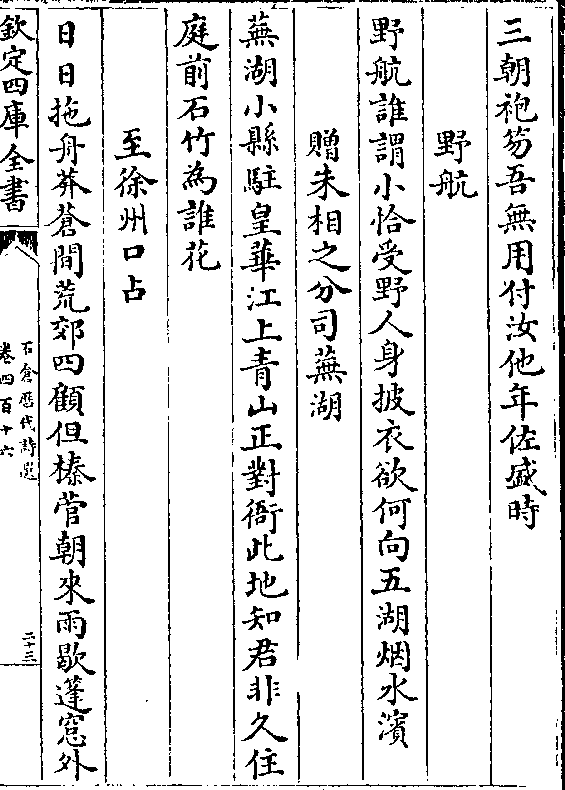 三朝袍笏吾無用付汝他年佐盛時
野航
野航誰謂小恰受野人身披衣欲何向五湖烟水濱
贈朱相之分司蕪湖
蕪湖小縣駐皇華江上青山正對衙此地知君非久住
庭前石竹為誰花
至徐州口占
日日拖舟莽蒼間荒郊四顧但榛菅朝來雨歇蓬窓外
欽定四庫全書
石倉歷代詩選
卷四百十六
二十三